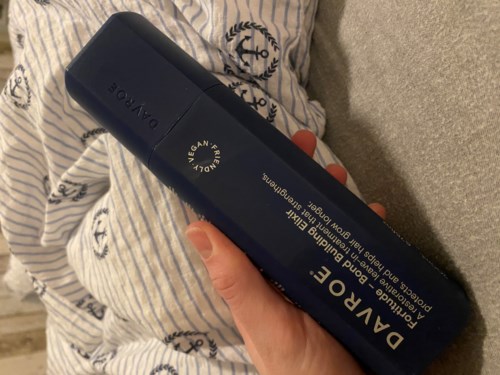 DAVROE
VEGAN · FRIENDLY ·
DAVROE®
Fortitude – Bond Building Elixir
A restorative leave-in treatment that strengthens,
protects, and helps hair grow longer.